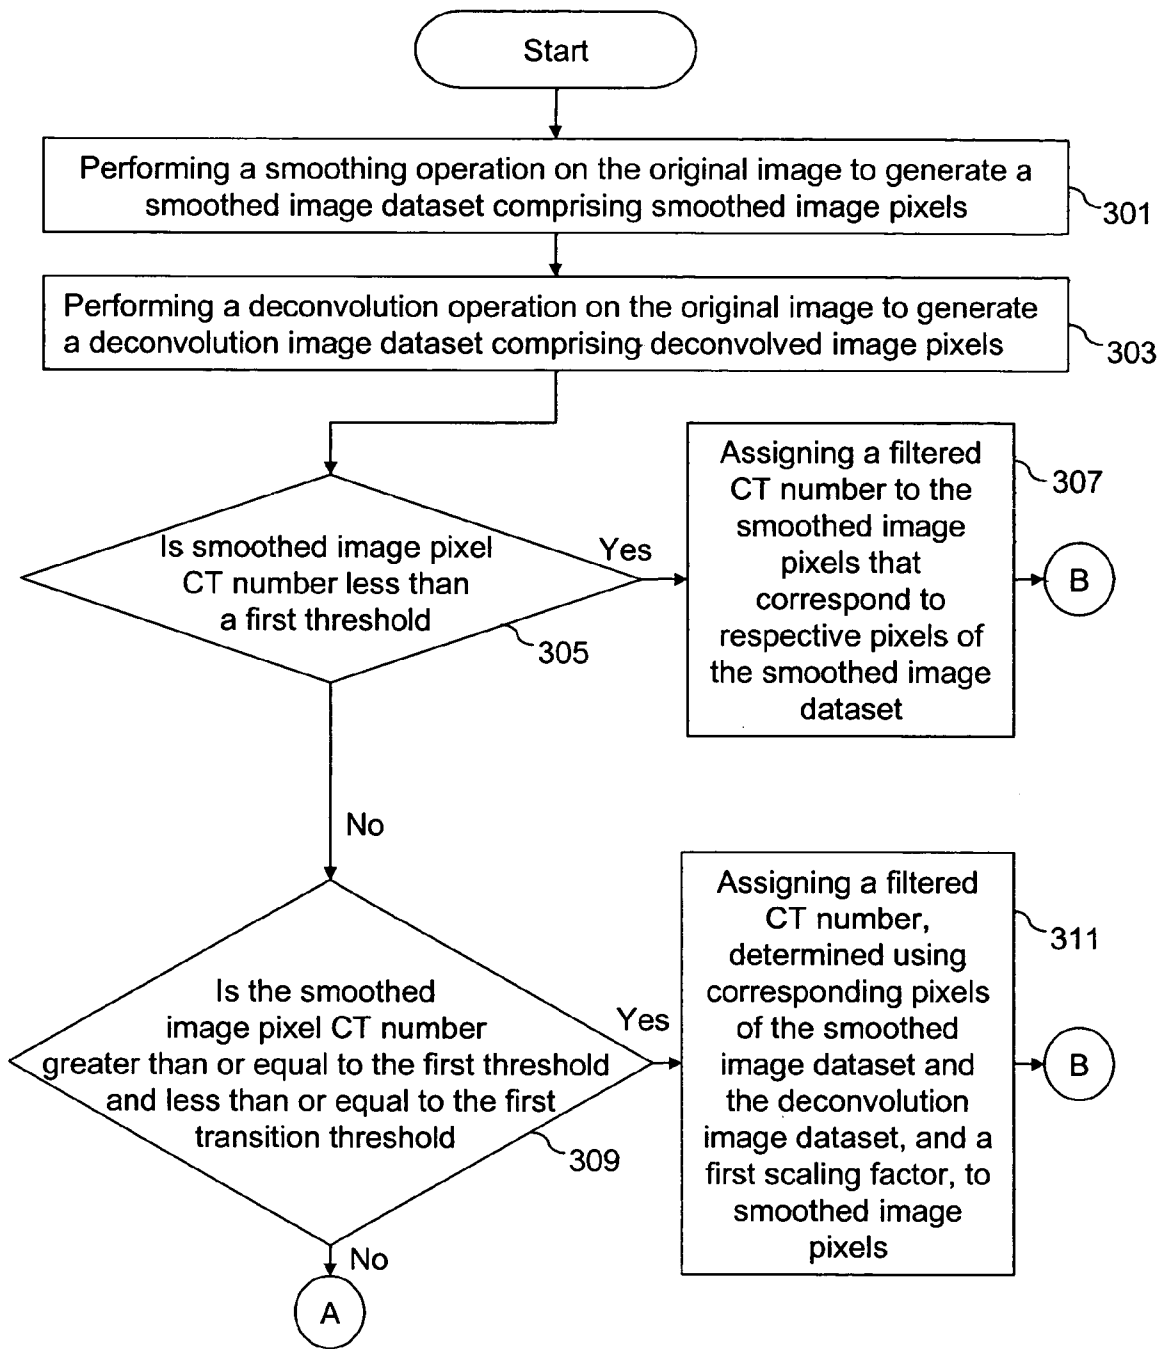 Start
Performing a smoothing operation on the original image to generate a
smoothed image dataset comprising smoothed image pixels
301
Performing a deconvolution operation on the original image to generate
a deconvolution image dataset comprising deconvolved image pixels
303
Is smoothed image pixel
CT number less than
a first threshold
305
Yes
Assigning a filtered
CT number to the
smoothed image
pixels that
correspond to
respective pixels of
the smoothed image
dataset
307
B
No
Is the smoothed
image pixel CT number
greater than or equal to the first threshold
and less than or equal to the first
transition threshold
309
Yes
Assigning a filtered
CT number,
determined using
corresponding pixels
of the smoothed
image dataset and
the deconvolution
image dataset, and a
first scaling factor, to
smoothed image
pixels
311
B
No
A